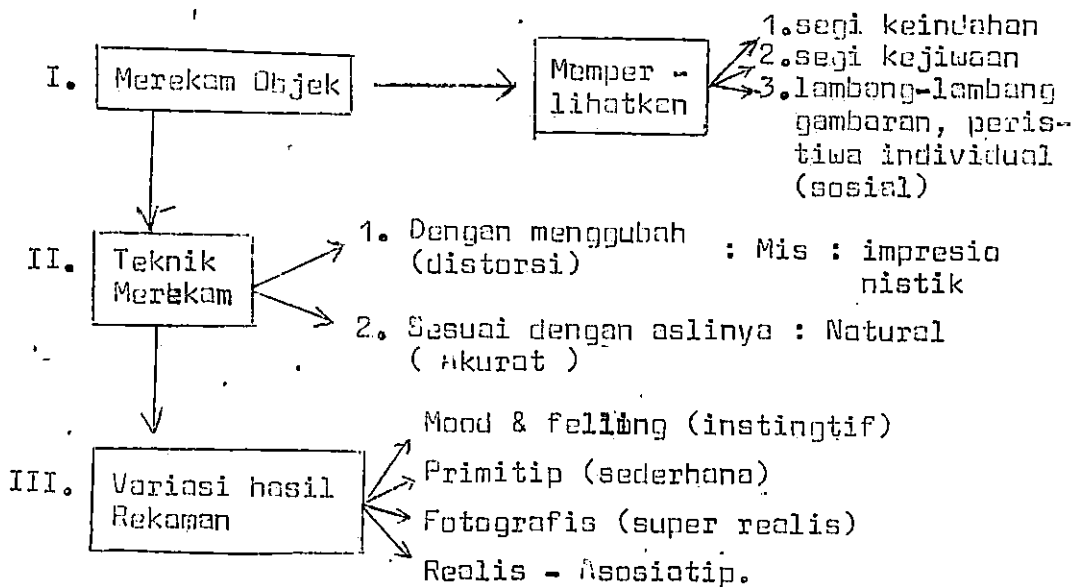 I. Merekam Objek
Memper - lihatkan
1.segi keindahan
2.segi kejiwaan
3.lambang-lambang
gambaran, peris-
tiwa individual
(sosial)
II. Teknik
Merekam
1. Dengan menggubah : Mis : impresio
(distorsi) nistik
2. Sesuai dengan aslinya : Natural
( Akurat )
III. Variasi hasil
Rekaman
Mood & felling (instingtif)
Primitip (sederhana)
Fotografis (super realis)
Realis - Asosiatip.